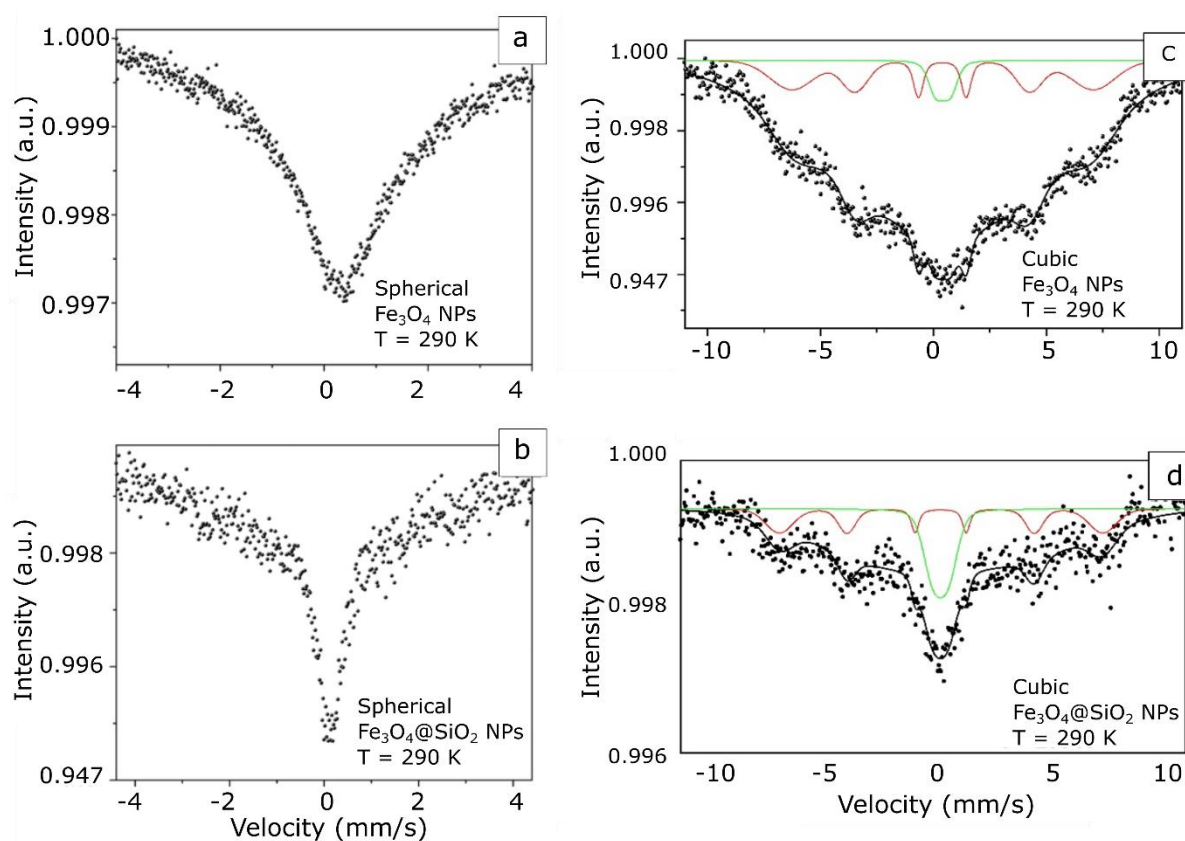 a
1.000
0.999
0.998
0.997
Intensity (a.u.)
Spherical
Fe₃O₄ NPs
T = 290 K
-4 -2 0 2 4
b
0.998
0.996
0.947
Intensity (a.u.)
Spherical
Fe₃O₄@SiO₂ NPs
T = 290 K
-4 -2 0 2 4
Velocity (mm/s)
c
1.000
0.998
0.996
0.947
Intensity (a.u.)
Cubic
Fe₃O₄ NPs
T = 290 K
-10 -5 0 5 10
d
1.000
0.998
0.996
Intensity (a.u.)
Cubic
Fe₃O₄@SiO₂ NPs
T = 290 K
-10 -5 0 5 10
Velocity (mm/s)